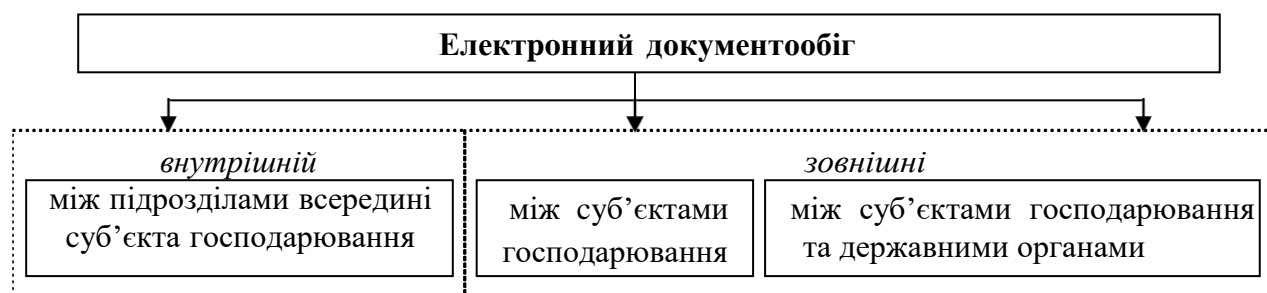 Електронний документообіг
внутрішній
зовнішні
між підрозділами всередині
суб’єкта господарювання
між суб’єктами
господарювання
між суб’єктами господарювання
та державними органами